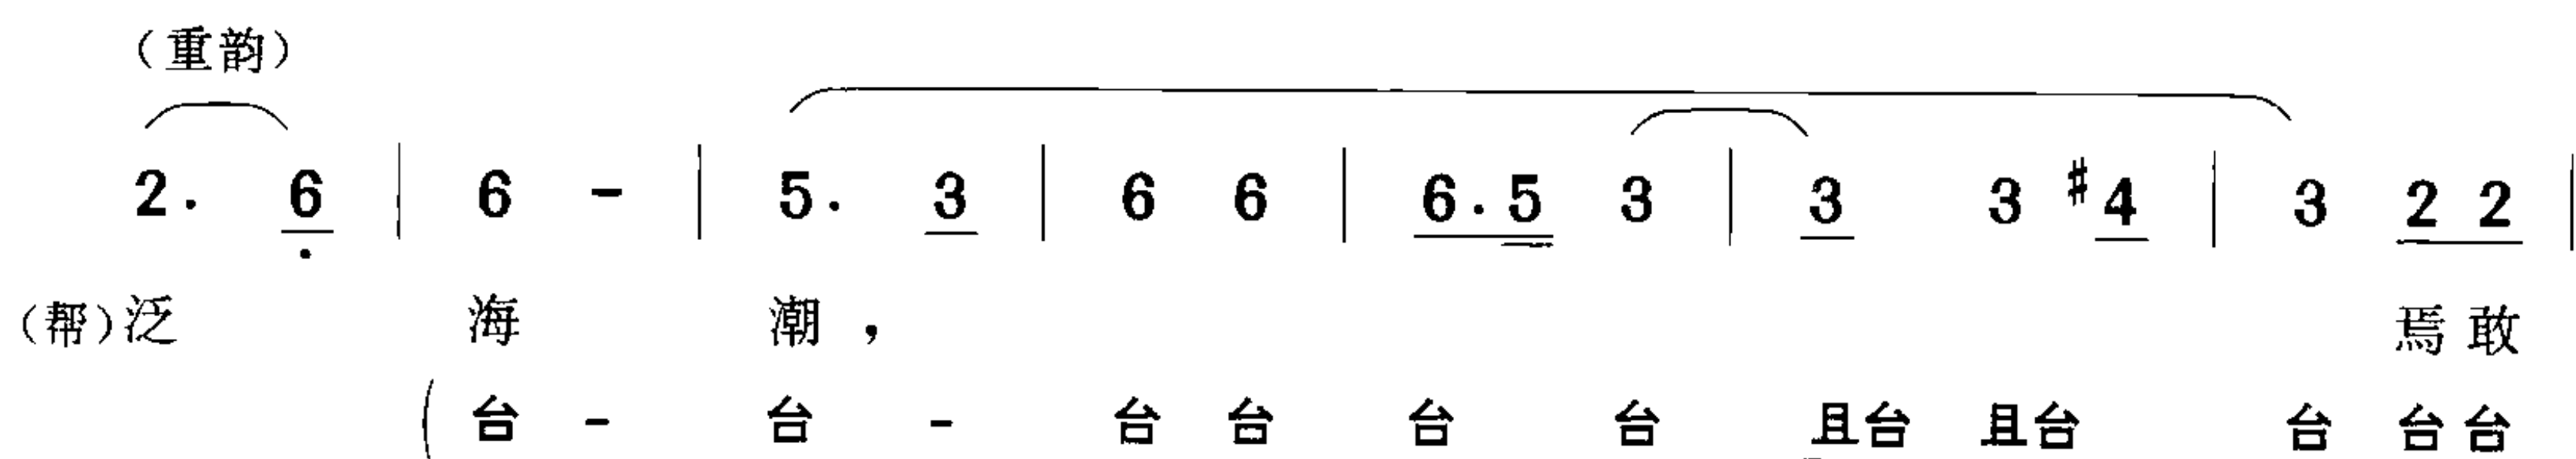 （重韵）
2. 6 | 6 - | 5. 3 | 6 6 | 6.5 3 | 3 3 #4 | 3 2 2 |
（帮）泛 海 潮， 焉 敢
（台 - 台 - 台 台 台 台 且台 且台 台 台 台